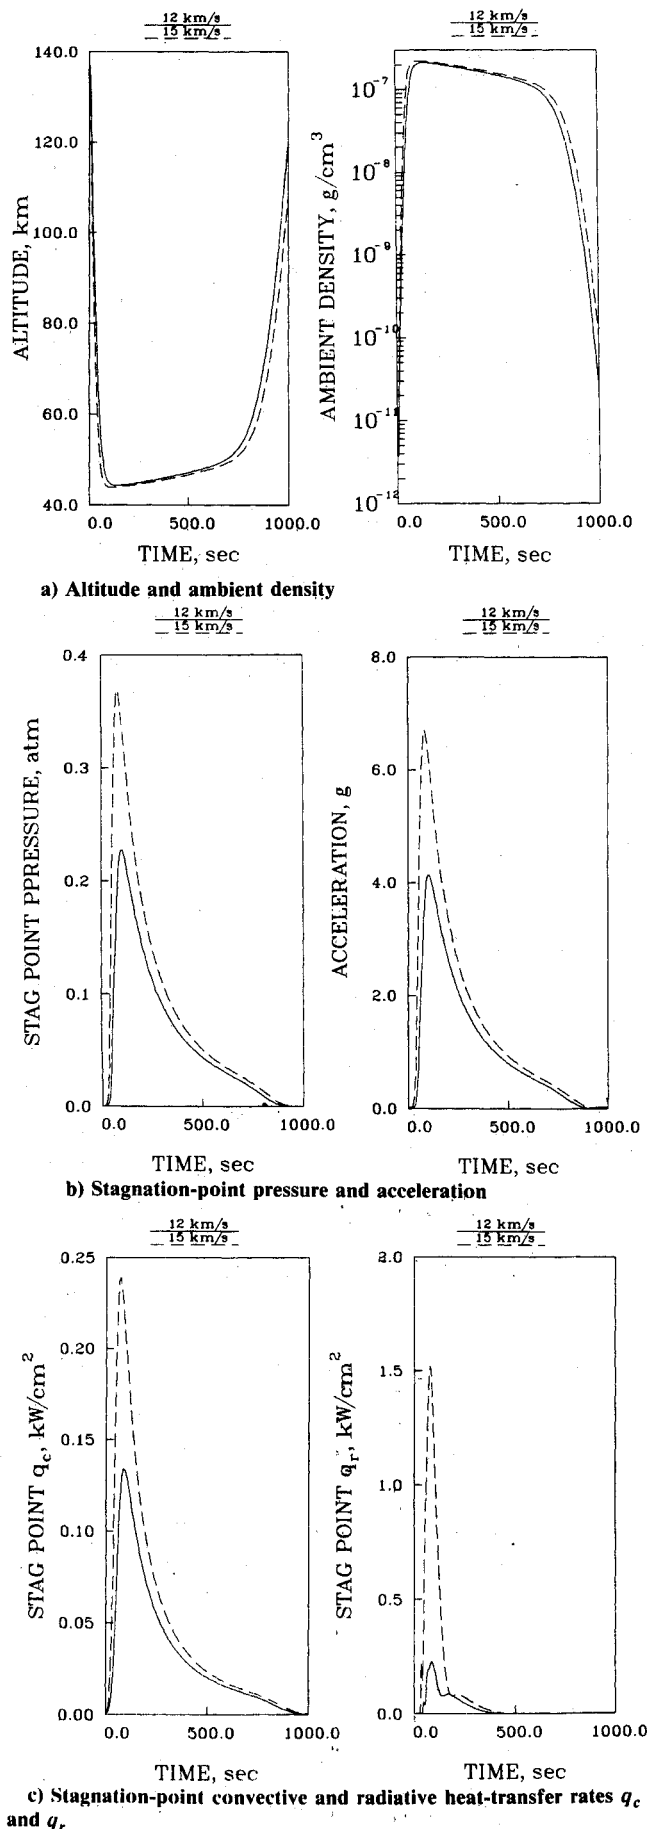 12 km/s
15 km/s
140.0
120.0
100.0
80.0
60.0
40.0
ALTITUDE, km
0.0 500.0 1000.0
TIME, sec
12 km/s
15 km/s
10⁻⁷
10⁻⁸
10⁻⁹
10⁻¹⁰
10⁻¹¹
10⁻¹²
AMBIENT DENSITY, g/cm³
0.0 500.0 1000.0
TIME, sec
a) Altitude and ambient density
12 km/s
15 km/s
0.4
0.3
0.2
0.1
0.0
STAG POINT PPRESSURE, atm
0.0 500.0 1000.0
TIME, sec
12 km/s
15 km/s
8.0
6.0
4.0
2.0
0.0
ACCELERATION, g
0.0 500.0 1000.0
TIME, sec
b) Stagnation-point pressure and acceleration
12 km/s
15 km/s
0.25
0.20
0.15
0.10
0.05
0.00
STAG POINT q_c, kW/cm²
0.0 500.0 1000.0
TIME, sec
12 km/s
15 km/s
2.0
1.5
1.0
0.5
0.0
STAG POINT q_r, kW/cm²
0.0 500.0 1000.0
TIME, sec
c) Stagnation-point convective and radiative heat-transfer rates q_c
and q_r